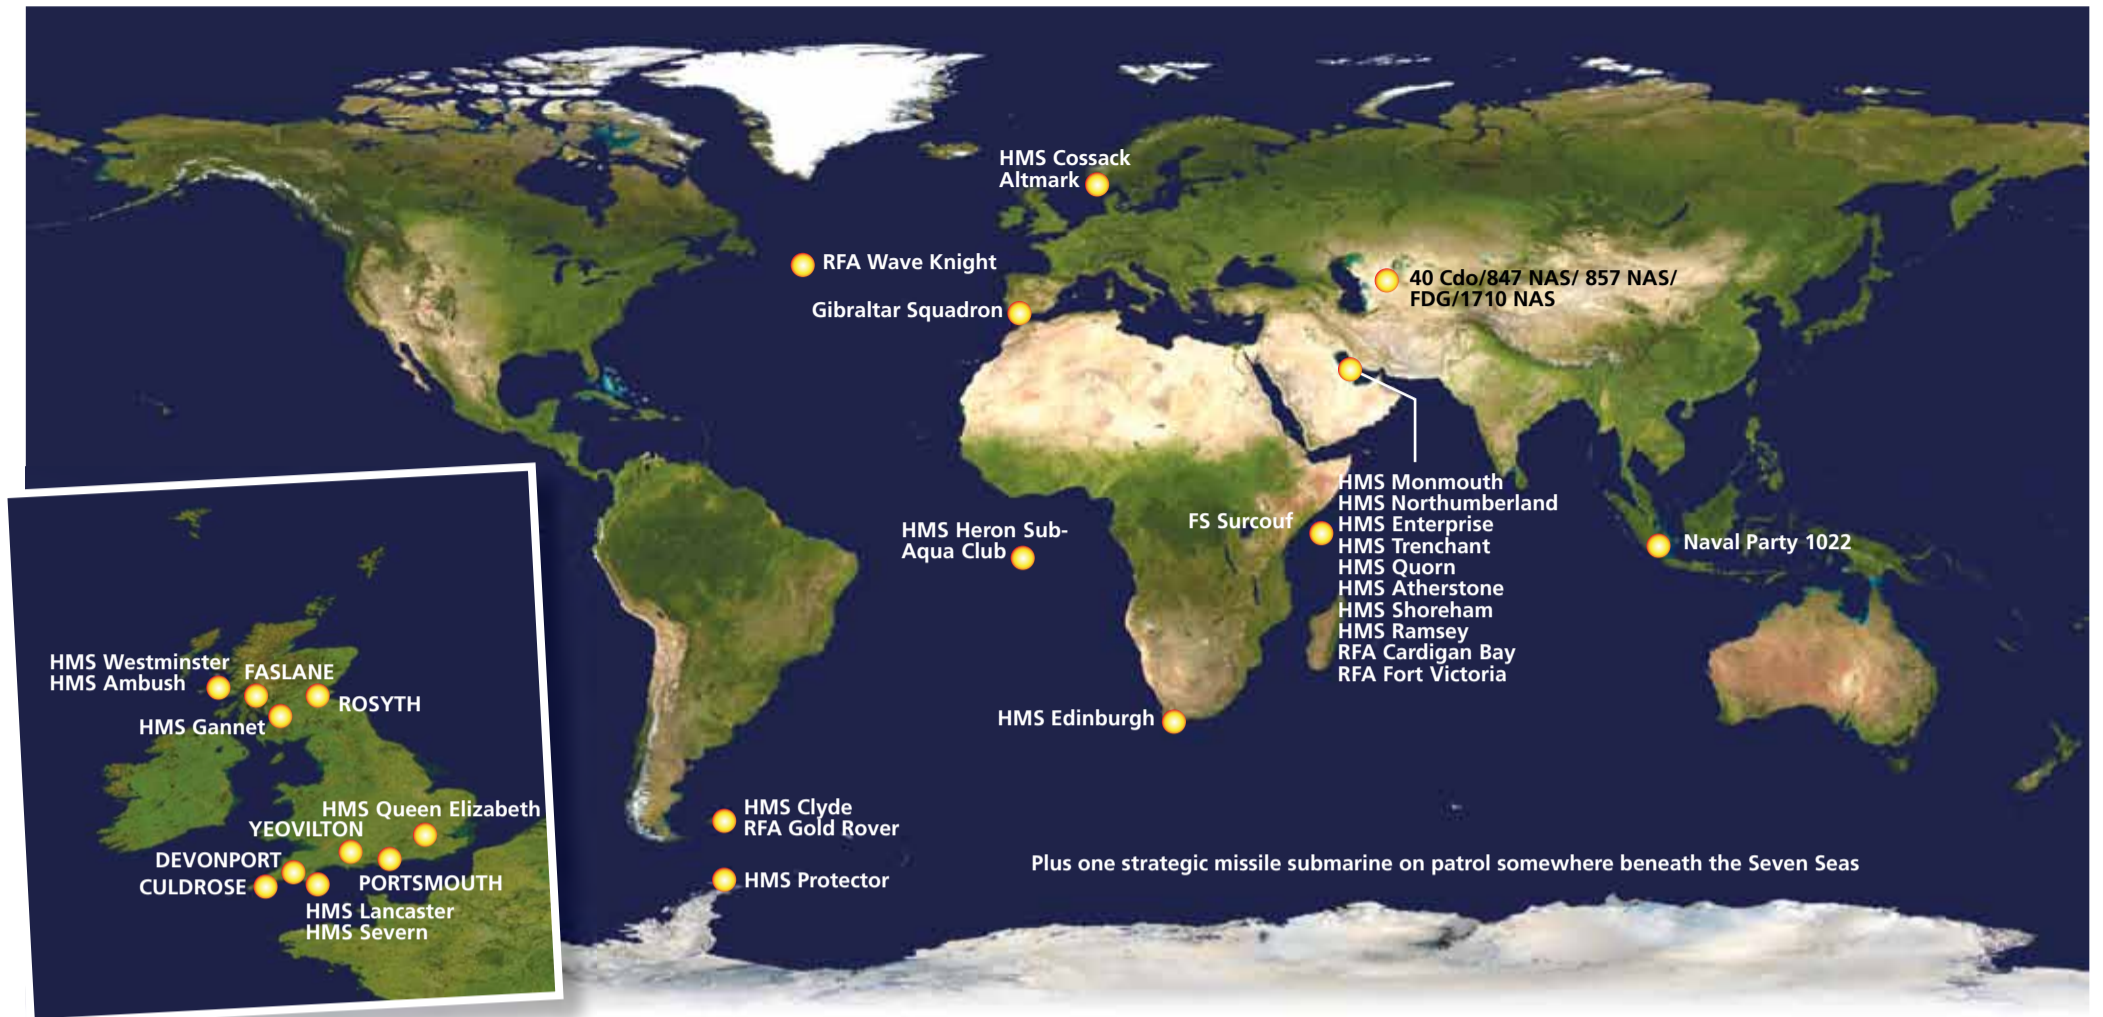 HMS Cossack
Altmark
RFA Wave Knight
Gibraltar Squadron
40 Cdo/847 NAS/ 857 NAS/
FDG/1710 NAS
HMS Monmouth
HMS Northumberland
HMS Enterprise
HMS Trenchant
HMS Quorn
HMS Atherstone
HMS Shoreham
HMS Ramsey
RFA Cardigan Bay
RFA Fort Victoria
FS Surcouf
HMS Heron Sub-
Aqua Club
Naval Party 1022
HMS Edinburgh
HMS Clyde
RFA Gold Rover
HMS Protector
Plus one strategic missile submarine on patrol somewhere beneath the Seven Seas
HMS Westminster
HMS Ambush
FASLANE
ROSYTH
HMS Gannet
HMS Queen Elizabeth
YEOVILTON
DEVONPORT
CULDROSE
PORTSMOUTH
HMS Lancaster
HMS Severn